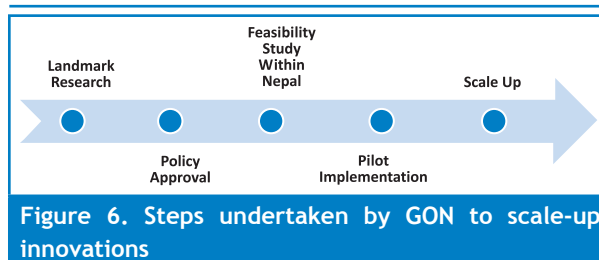 Landmark
Research
Policy
Approval
Feasibility
Study
Within
Nepal
Pilot
Implementation
Scale Up
Figure 6. Steps undertaken by GON to scale-up
innovations